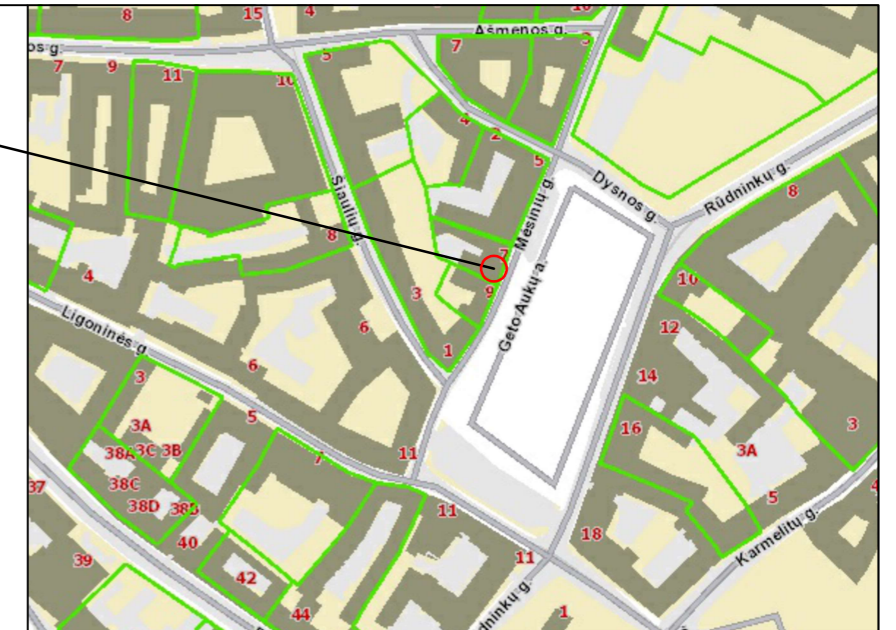 8
15
4
10
Ašmenos g.
os g.
7
9
11
10
5
7
3
4
2
5
Dysnos g.
Rūdninkų g.
8
Šiaulių g.
Mėsinių g.
8
7
4
3
9
Geto Aukų a.
10
12
Ligoninės g.
6
6
1
14
3
5
3A
3C
3B
38A
11
16
3A
3
7
37
38C
38D
38B
5
4
11
18
Karmelitų g.
40
39
42
11
44
dninkų g.
1